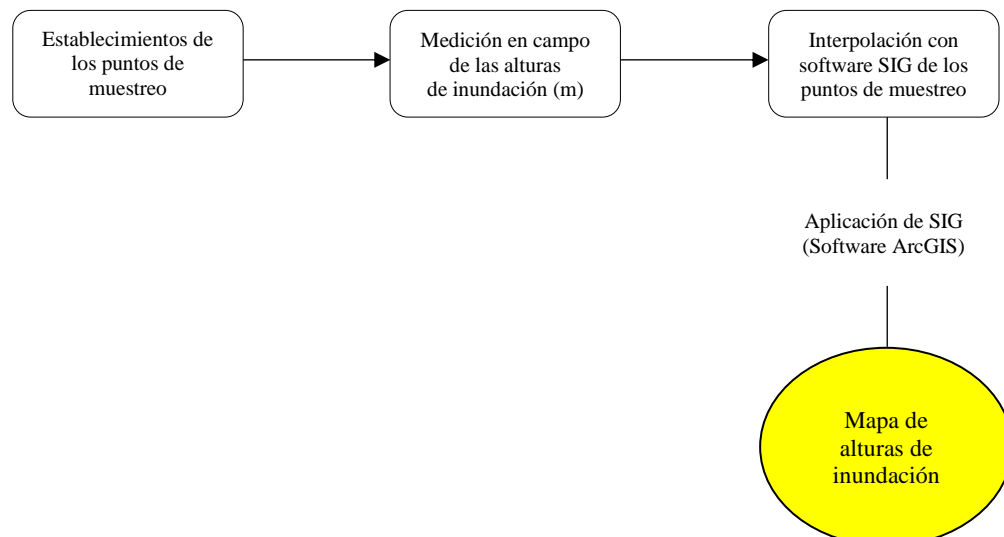 Establecimientos de
los puntos de
muestreo
Medición en campo
de las alturas
de inundación (m)
Interpolación con
software SIG de los
puntos de muestreo
Aplicación de SIG
(Software ArcGIS)
Mapa de
alturas de
inundación